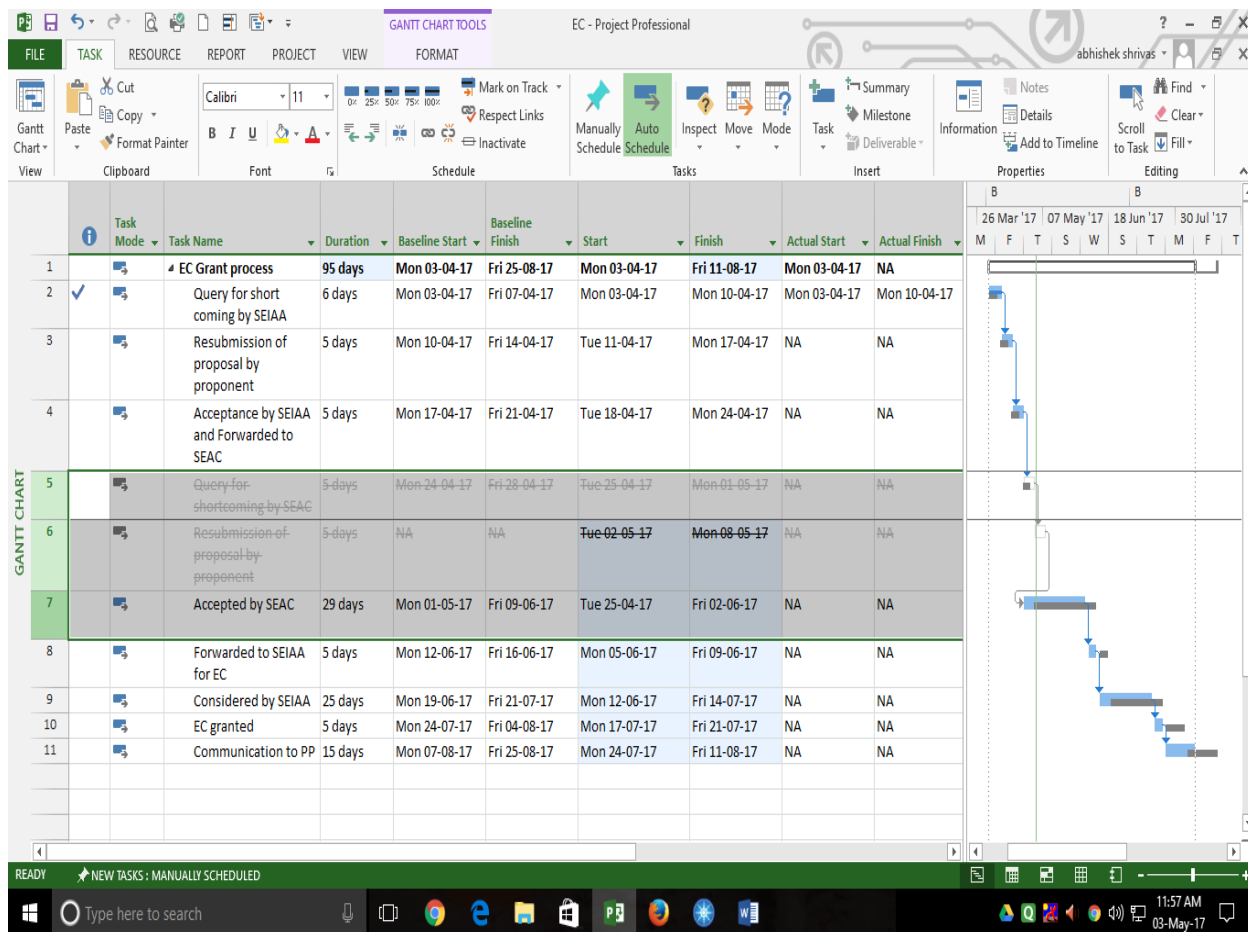 GANTT CHART TOOLS
EC - Project Professional
FILE TASK RESOURCE REPORT PROJECT VIEW FORMAT
abhishek shrivas
Gantt Chart
View
Paste
Cut
Copy
Format Painter
Clipboard
Calibri 11
B I U A
Font
0% 25% 50% 75% 100%
Mark on Track
Respect Links
Inactivate
Schedule
Manually Schedule
Auto Schedule
Inspect
Move
Mode
Tasks
Task
Summary
Milestone
Deliverable
Insert
Information
Notes
Details
Add to Timeline
Properties
Scroll to Task
Find
Clear
Fill
Editing
Task Mode Task Name Duration Baseline Start Baseline Finish Start Finish Actual Start Actual Finish
B B
26 Mar '17 07 May '17 18 Jun '17 30 Jul '17
M F T S W S T M F T
GANTT CHART
1 EC Grant process 95 days Mon 03-04-17 Fri 25-08-17 Mon 03-04-17 Fri 11-08-17 Mon 03-04-17 NA
2 Query for short 6 days Mon 03-04-17 Fri 07-04-17 Mon 03-04-17 Mon 10-04-17 Mon 03-04-17 Mon 10-04-17
coming by SEIAA
3 Resubmission of 5 days Mon 10-04-17 Fri 14-04-17 Tue 11-04-17 Mon 17-04-17 NA NA
proposal by
proponent
4 Acceptance by SEIAA 5 days Mon 17-04-17 Fri 21-04-17 Tue 18-04-17 Mon 24-04-17 NA NA
and Forwarded to
SEAC
5 Query for 5 days Mon 24-04-17 Fri 28-04-17 Tue 25-04-17 Mon 01-05-17 NA NA
shortcoming by SEAC
6 Resubmission of 5 days NA NA Tue 02-05-17 Mon 08-05-17 NA NA
proposal by
proponent
7 Accepted by SEAC 29 days Mon 01-05-17 Fri 09-06-17 Tue 25-04-17 Fri 02-06-17 NA NA
8 Forwarded to SEIAA 5 days Mon 12-06-17 Fri 16-06-17 Mon 05-06-17 Fri 09-06-17 NA NA
for EC
9 Considered by SEIAA 25 days Mon 19-06-17 Fri 21-07-17 Mon 12-06-17 Fri 14-07-17 NA NA
10 EC granted 5 days Mon 24-07-17 Fri 04-08-17 Mon 17-07-17 Fri 21-07-17 NA NA
11 Communication to PP 15 days Mon 07-08-17 Fri 25-08-17 Mon 24-07-17 Fri 11-08-17 NA NA
READY NEW TASKS : MANUALLY SCHEDULED
Type here to search
11:57 AM
03-May-17